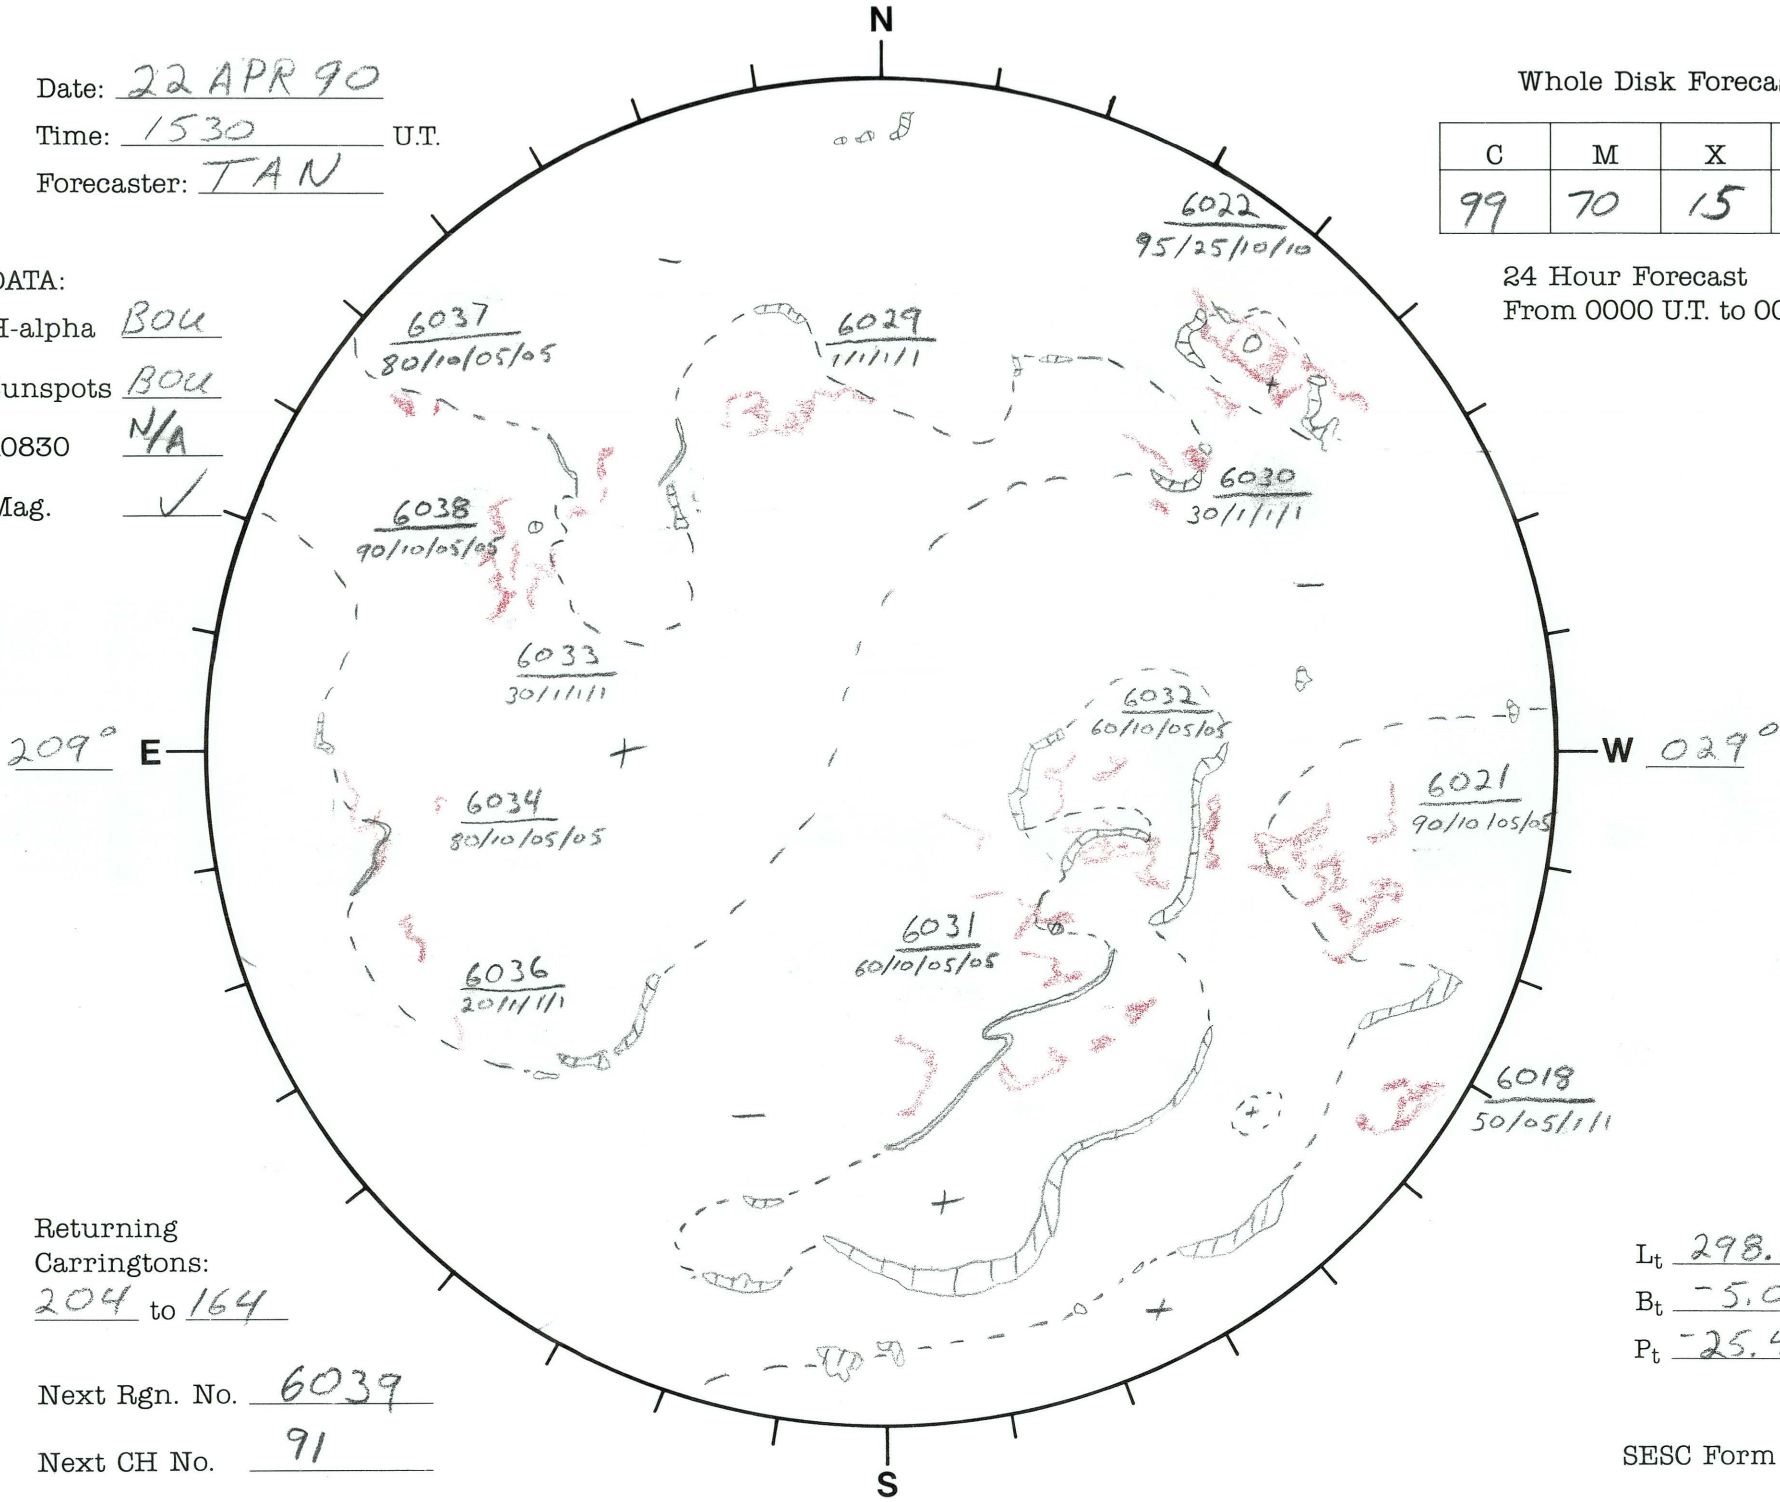 N
Date: 22 APR 90
Time: 1530 U.T.
Forecaster: TAN
Whole Disk Foreca
C M X
99 70 15
24 Hour Forecast
From 0000 U.T. to 00
DATA:
H-alpha BOU
unspots BOU
0830 N/A
Mag. ✓
6022
95/25/10/10
6037
80/10/05/05
6029
1/1/1/1
6030
30/1/1/1
6038
90/10/05/05
6033
30/1/1/1
6032
60/10/05/05
209° E
W 029°
6021
90/10/05/05
6034
80/10/05/05
6031
60/10/05/05
6036
20/1/1/1
6018
50/05/1/1
Returning
Carringtons:
204 to 164
Lt 298.
Bt -5.0
Pt -25.4
Next Rgn. No. 6039
Next CH No. 91
S
SESC Form